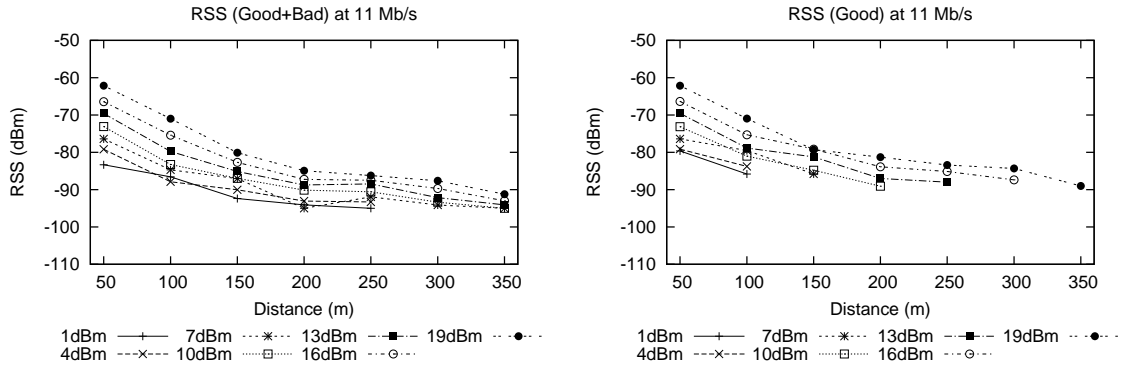 RSS (Good+Bad) at 11 Mb/s
-50
-60
-70
-80
-90
-100
-110
RSS (dBm)
50 100 150 200 250 300 350
Distance (m)
1dBm 7dBm 13dBm 19dBm
4dBm 10dBm 16dBm
RSS (Good) at 11 Mb/s
-50
-60
-70
-80
-90
-100
-110
RSS (dBm)
50 100 150 200 250 300 350
Distance (m)
1dBm 7dBm 13dBm 19dBm
4dBm 10dBm 16dBm